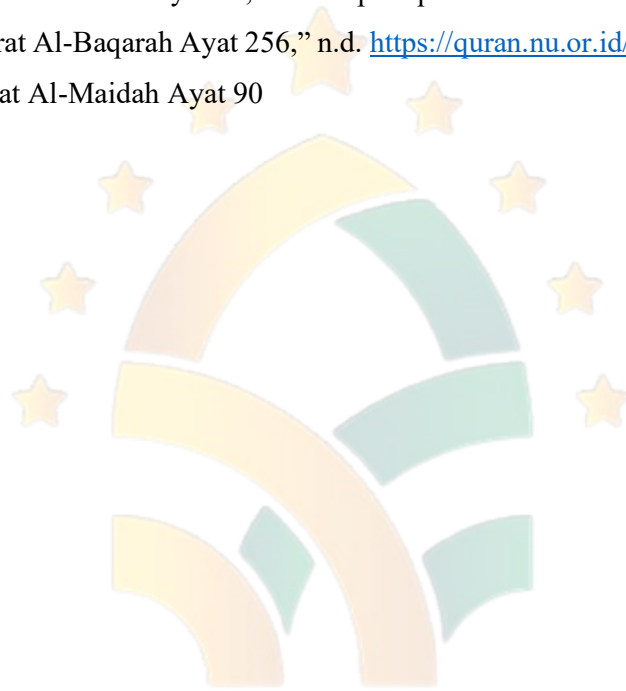 rat Al-Baqarah Ayat 256,” n.d. https://quran.nu.or.id/
at Al-Maidah Ayat 90